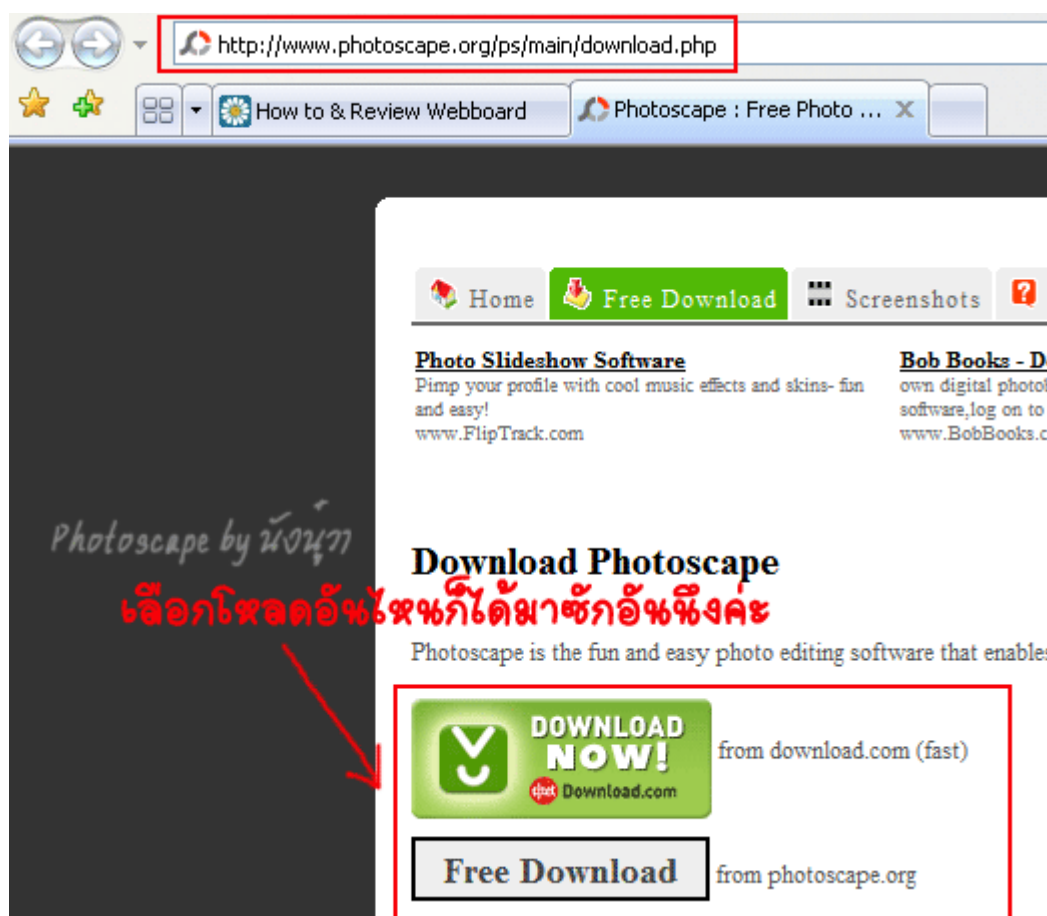 http://www.photoscape.org/ps/main/download.php
How to & Review Webboard
Photoscape : Free Photo ...
Home
Free Download
Screenshots
Photo Slideshow Software
Pimp your profile with cool music effects and skins- fun
and easy!
www.FlipTrack.com
Bob Books - D
own digital photob
software,log on to
www.BobBooks.c
Photoscape by นังนู๋วา
Download Photoscape
เลือกโหลดอันไหนก็ได้มาซักอันนึงค่ะ
Photoscape is the fun and easy photo editing software that enables
DOWNLOAD
NOW!
cnet Download.com
from download.com (fast)
Free Download
from photoscape.org